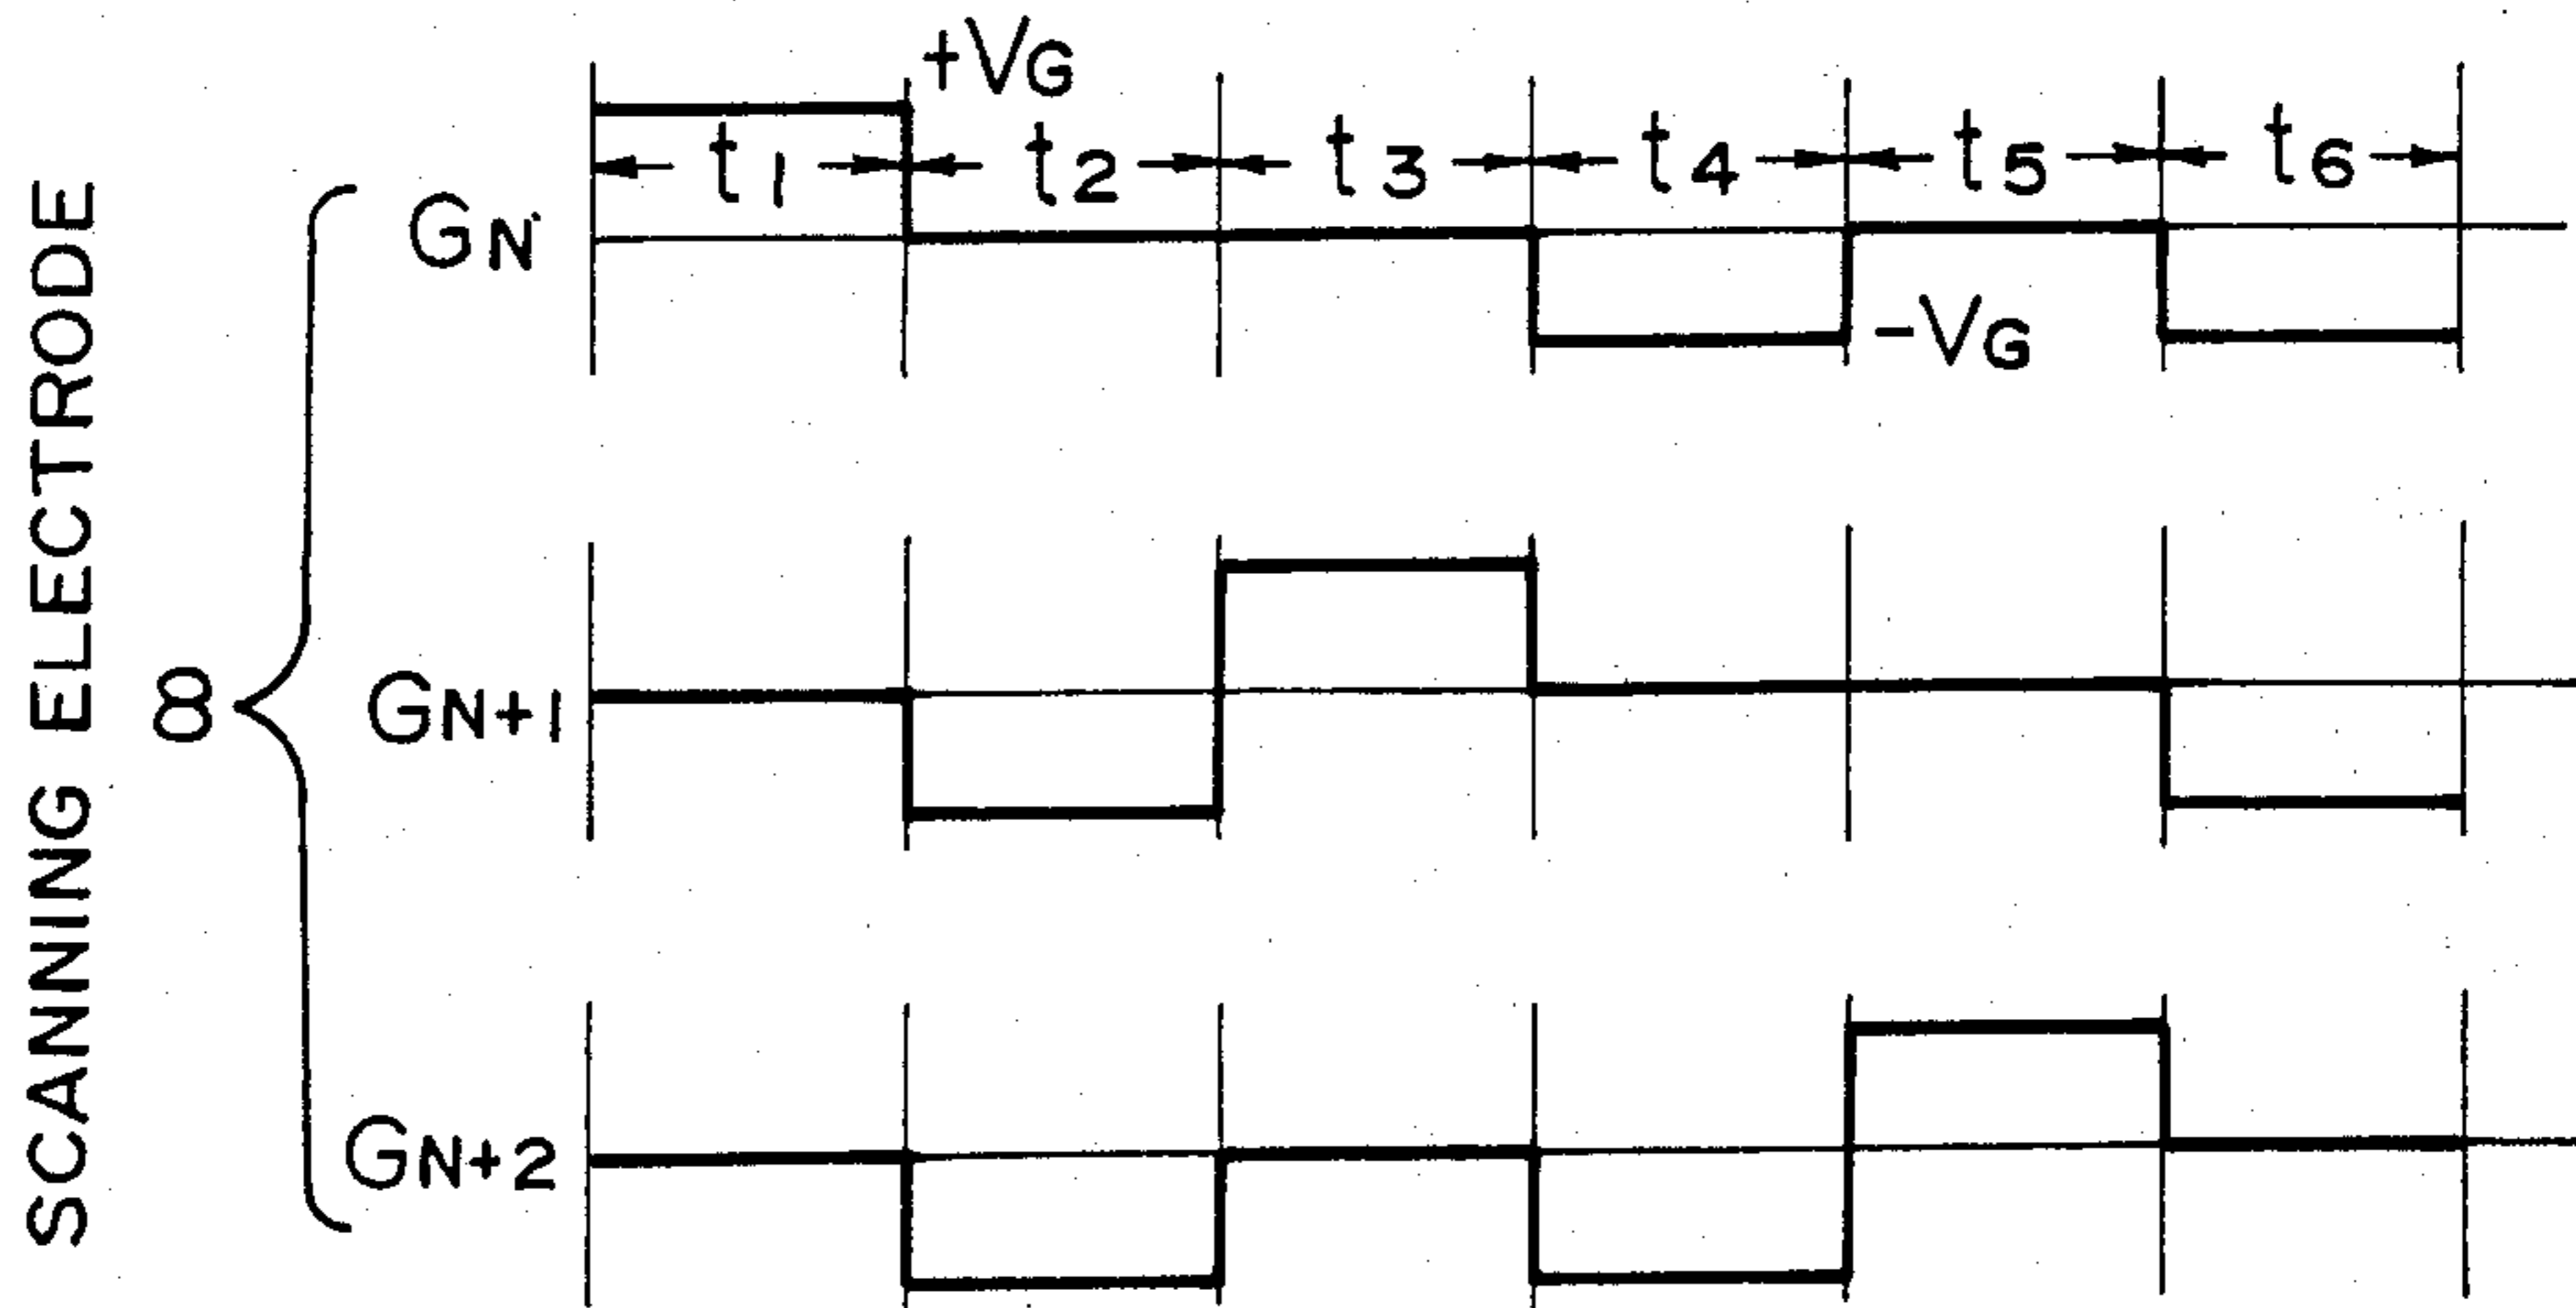 SCANNING ELECTRODE
8
+VG
t1 t2 t3 t4 t5 t6
GN
-VG
GN+1
GN+2